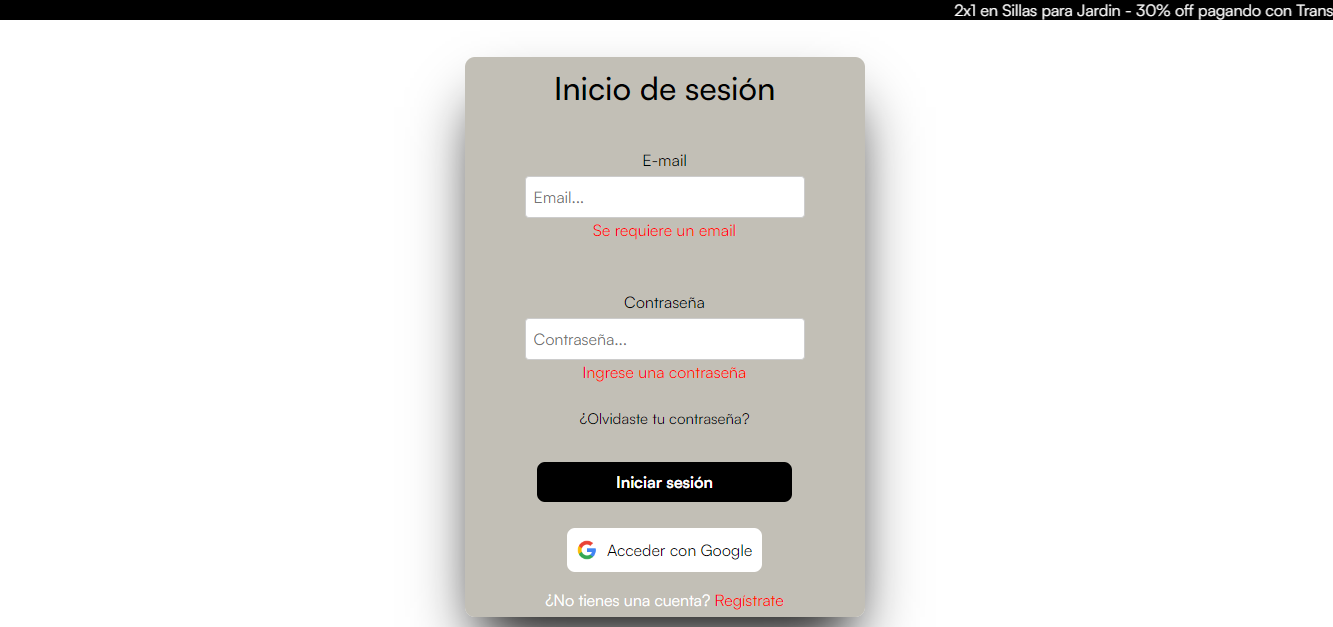 2x1 en Sillas para Jardin - 30% off pagando con Trans
Inicio de sesión
E-mail
Email...
Se requiere un email
Contraseña
Contraseña...
Ingrese una contraseña
¿Olvidaste tu contraseña?
Iniciar sesión
Acceder con Google
¿No tienes una cuenta? Regístrate